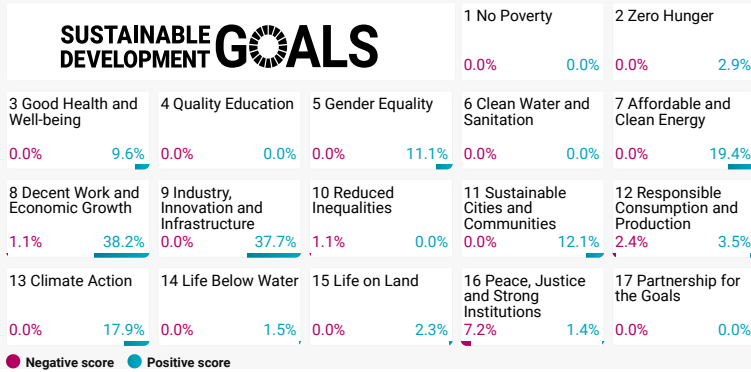 SUSTAINABLE
DEVELOPMENT
GOALS
1 No Poverty
0.0% 0.0%
2 Zero Hunger
0.0% 2.9%
3 Good Health and
Well-being
0.0% 9.6%
4 Quality Education
0.0% 0.0%
5 Gender Equality
0.0% 11.1%
6 Clean Water and
Sanitation
0.0% 0.0%
7 Affordable and
Clean Energy
0.0% 19.4%
8 Decent Work and
Economic Growth
1.1% 38.2%
9 Industry,
Innovation and
Infrastructure
0.0% 37.7%
10 Reduced
Inequalities
1.1% 0.0%
11 Sustainable
Cities and
Communities
0.0% 12.1%
12 Responsible
Consumption and
Production
2.4% 3.5%
13 Climate Action
0.0% 17.9%
14 Life Below Water
0.0% 1.5%
15 Life on Land
0.0% 2.3%
16 Peace, Justice
and Strong
Institutions
7.2% 1.4%
17 Partnership for
the Goals
0.0% 0.0%
Negative score Positive score